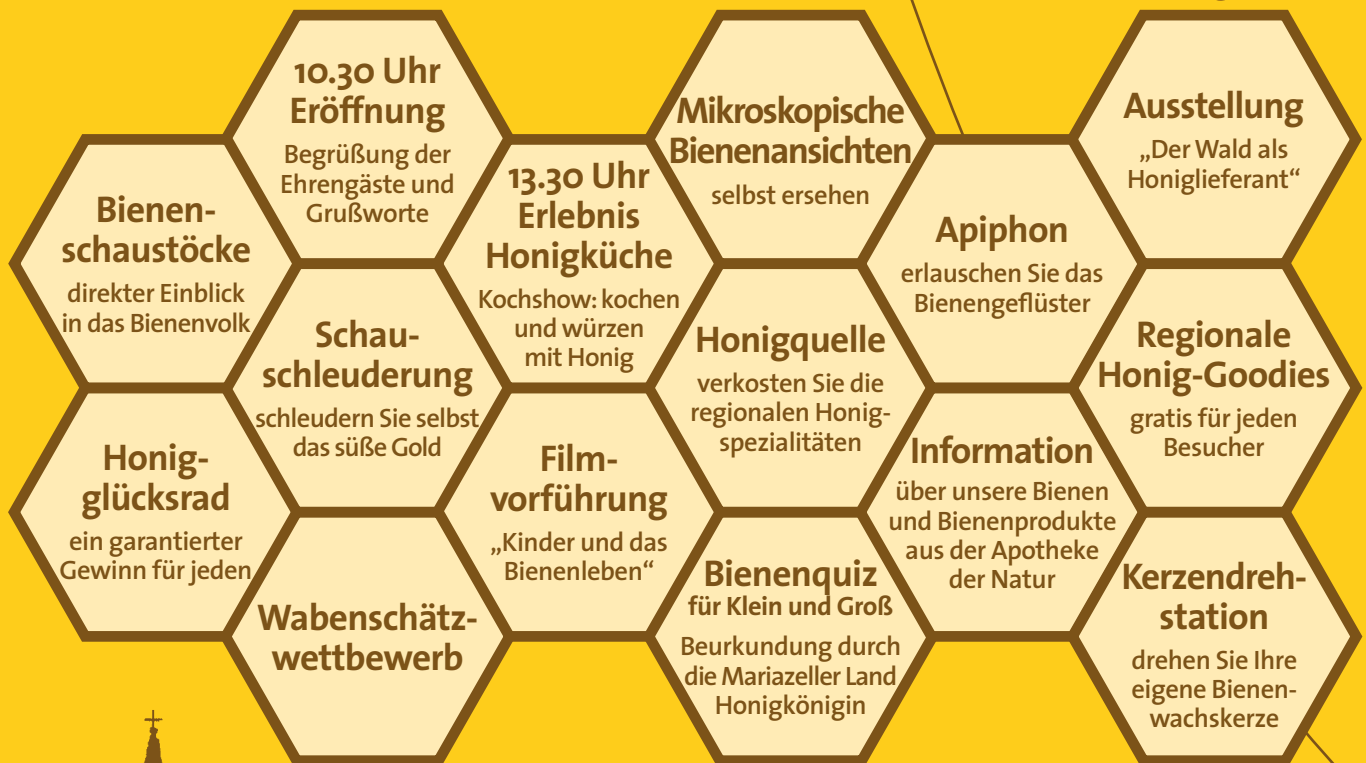 10.30 Uhr
Eröffnung
Begrüßung der
Ehrengäste und
Grußworte
Mikroskopische
Bienenansichten
selbst ersehen
Ausstellung
„Der Wald als
Honiglieferant“
Bienen-
schaustöcke
direkter Einblick
in das Bienenvolk
13.30 Uhr
Erlebnis
Honigküche
Kochshow: kochen
und würzen
mit Honig
Apiphon
erlauschen Sie das
Bienengeflüster
Schau-
schleuderung
schleudern Sie selbst
das süße Gold
Honigquelle
verkosten Sie die
regionalen Honig-
spezialitäten
Regionale
Honig-Goodies
gratis für jeden
Besucher
Honig-
glücksrad
ein garantierter
Gewinn für jeden
Film-
vorführung
„Kinder und das
Bienenleben“
Information
über unsere Bienen
und Bienenprodukte
aus der Apotheke
der Natur
Wabenschätz-
wettbewerb
Bienenquiz
für Klein und Groß
Beurkundung durch
die Mariazeller Land
Honigkönigin
Kerzendreh-
station
drehen Sie Ihre
eigene Bienen-
wachskerze